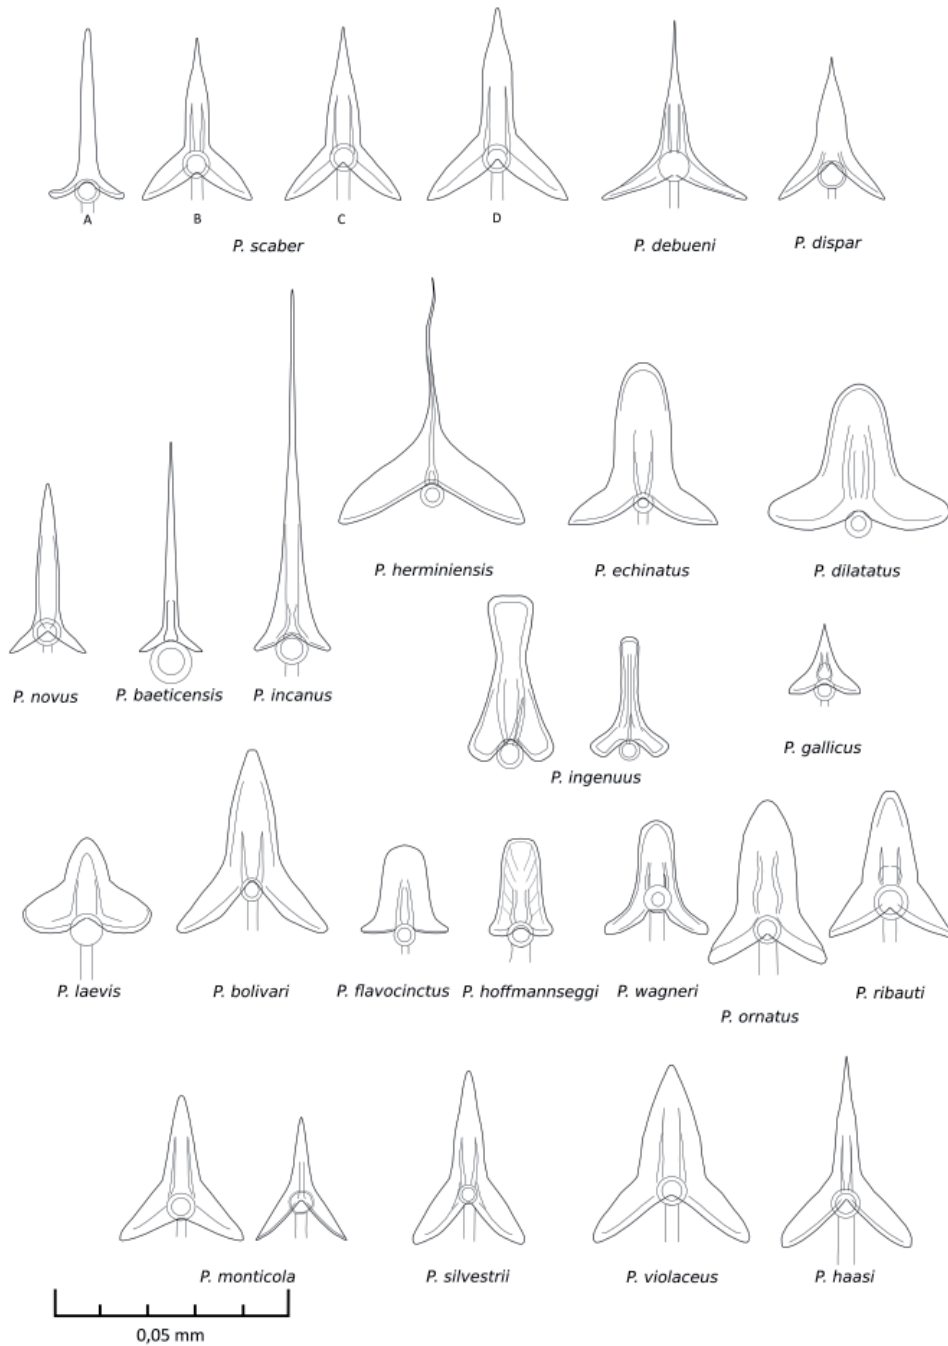 A
B
C
D
P. scaber
P. debueni
P. dispar
P. herminiensis
P. echinatus
P. dilatatus
P. novus
P. baeticensis
P. incanus
P. ingenuus
P. gallicus
P. laevis
P. bolivari
P. flavocinctus
P. hoffmannseggi
P. wagneri
P. ornatus
P. ribauti
P. monticola
P. silvestrii
P. violaceus
P. haasi
0,05 mm